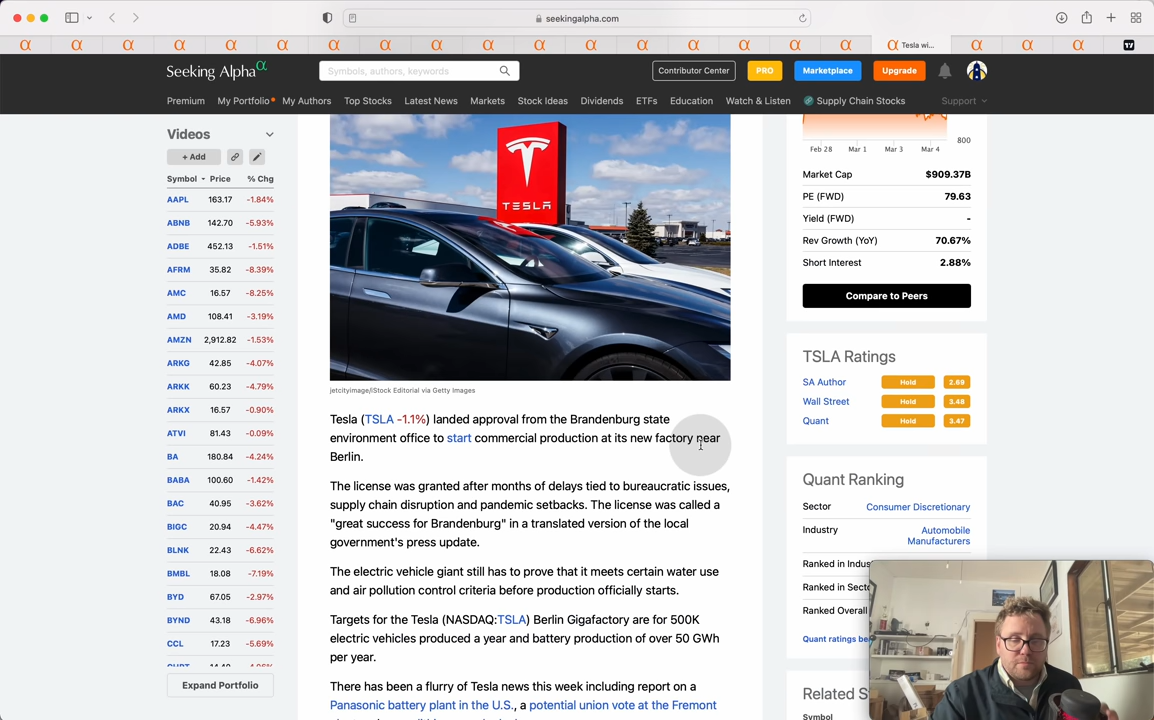 seekingalpha.com
Tesla wi...
Seeking Alpha α
Symbols, authors, keywords
Contributor Center
PRO
Marketplace
Upgrade
Premium
My Portfolio
My Authors
Top Stocks
Latest News
Markets
Stock Ideas
Dividends
ETFs
Education
Watch & Listen
Supply Chain Stocks
Support
Videos
+ Add
Symbol Price % Chg
AAPL 163.17 -1.84%
ABNB 142.70 -5.93%
ADBE 452.13 -1.51%
AFRM 35.82 -8.39%
AMC 16.57 -8.25%
AMD 108.41 -3.19%
AMZN 2,912.82 -1.53%
ARKG 42.85 -4.07%
ARKK 60.23 -4.79%
ARKX 16.57 -0.90%
ATVI 81.43 -0.09%
BA 180.84 -4.24%
BABA 100.60 -1.42%
BAC 40.95 -3.62%
BIGC 20.94 -4.47%
BLNK 22.43 -6.62%
BMBL 18.08 -7.19%
BYD 67.05 -2.97%
BYND 43.18 -6.96%
CCL 17.23 -5.69%
Expand Portfolio
TESLA
jetcityimage/iStock Editorial via Getty Images
Tesla (TSLA -1.1%) landed approval from the Brandenburg state
environment office to start commercial production at its new factory near
Berlin.
The license was granted after months of delays tied to bureaucratic issues,
supply chain disruption and pandemic setbacks. The license was called a
"great success for Brandenburg" in a translated version of the local
government's press update.
The electric vehicle giant still has to prove that it meets certain water use
and air pollution control criteria before production officially starts.
Targets for the Tesla (NASDAQ:TSLA) Berlin Gigafactory are for 500K
electric vehicles produced a year and battery production of over 50 GWh
per year.
There has been a flurry of Tesla news this week including report on a
Panasonic battery plant in the U.S., a potential union vote at the Fremont
800
Feb 28 Mar 1 Mar 3 Mar 4
Market Cap $909.37B
PE (FWD) 79.63
Yield (FWD) -
Rev Growth (YoY) 70.67%
Short Interest 2.88%
Compare to Peers
TSLA Ratings
SA Author Hold 2.69
Wall Street Hold 3.48
Quant Hold 3.47
Quant Ranking
Sector Consumer Discretionary
Industry Automobile
Manufacturers
Ranked in Indus
Ranked in Secto
Ranked Overall
Quant ratings be
Related S
Symbol